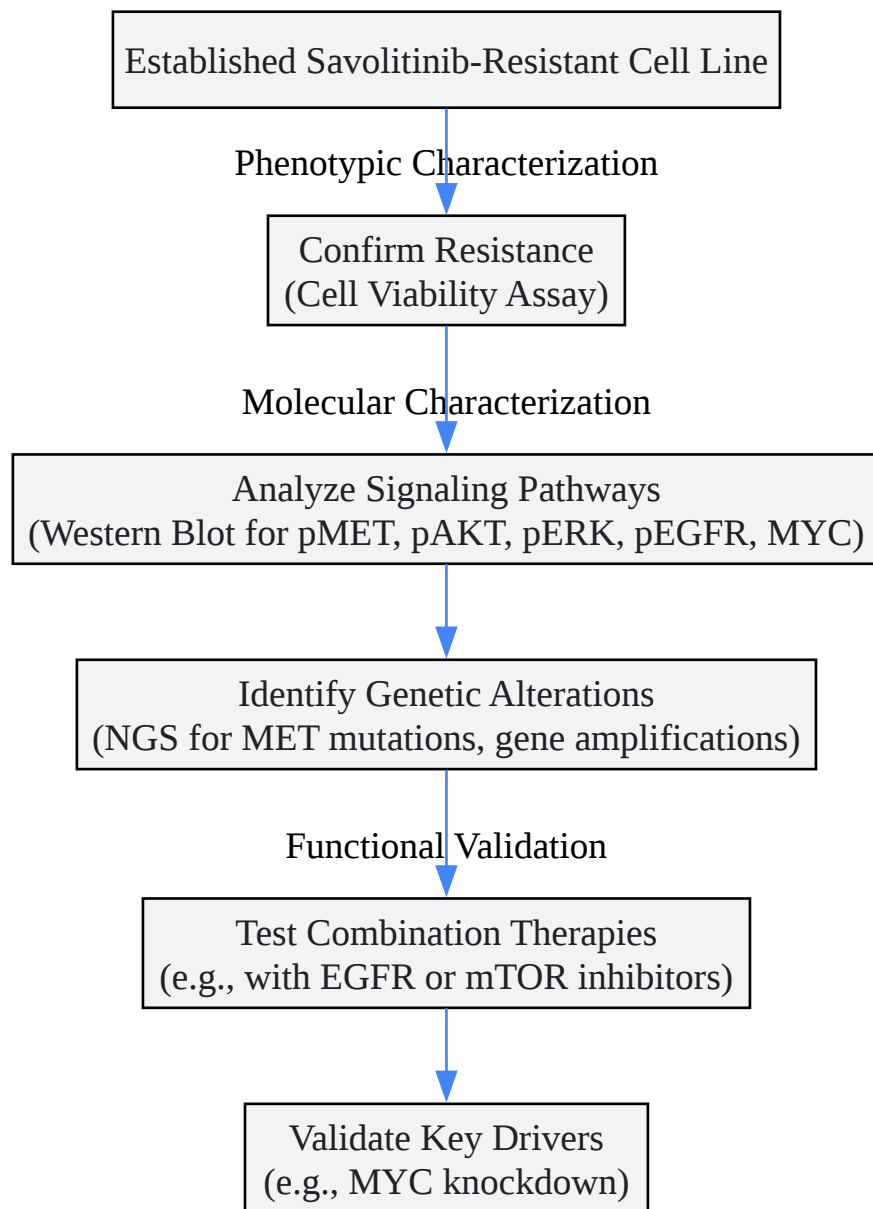 Established Savolitinib-Resistant Cell Line
Phenotypic Characterization
Confirm Resistance
(Cell Viability Assay)
Molecular Characterization
Analyze Signaling Pathways
(Western Blot for pMET, pAKT, pERK, pEGFR, MYC)
Identify Genetic Alterations
(NGS for MET mutations, gene amplifications)
Functional Validation
Test Combination Therapies
(e.g., with EGFR or mTOR inhibitors)
Validate Key Drivers
(e.g., MYC knockdown)